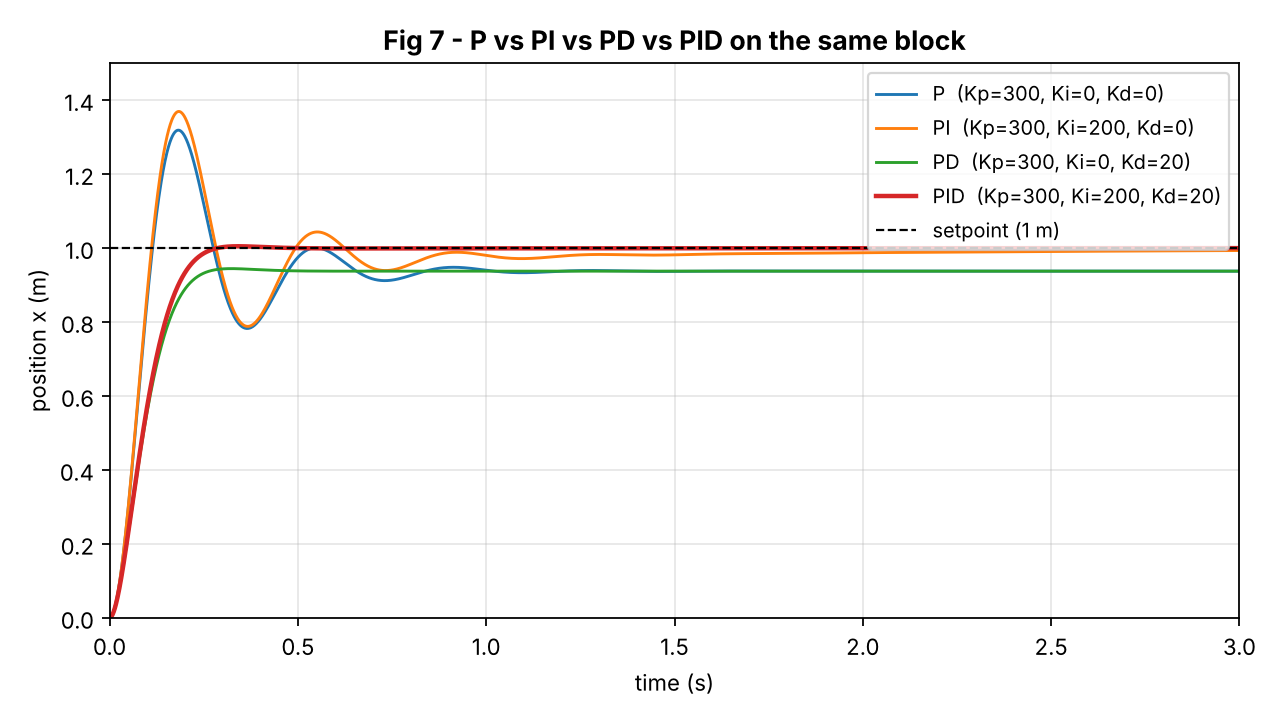 Fig 7 - P vs PI vs PD vs PID on the same block
position x (m)
1.4
1.2
1.0
0.8
0.6
0.4
0.2
0.0
P (Kp=300, Ki=0, Kd=0)
PI (Kp=300, Ki=200, Kd=0)
PD (Kp=300, Ki=0, Kd=20)
PID (Kp=300, Ki=200, Kd=20)
setpoint (1 m)
0.0 0.5 1.0 1.5 2.0 2.5 3.0
time (s)